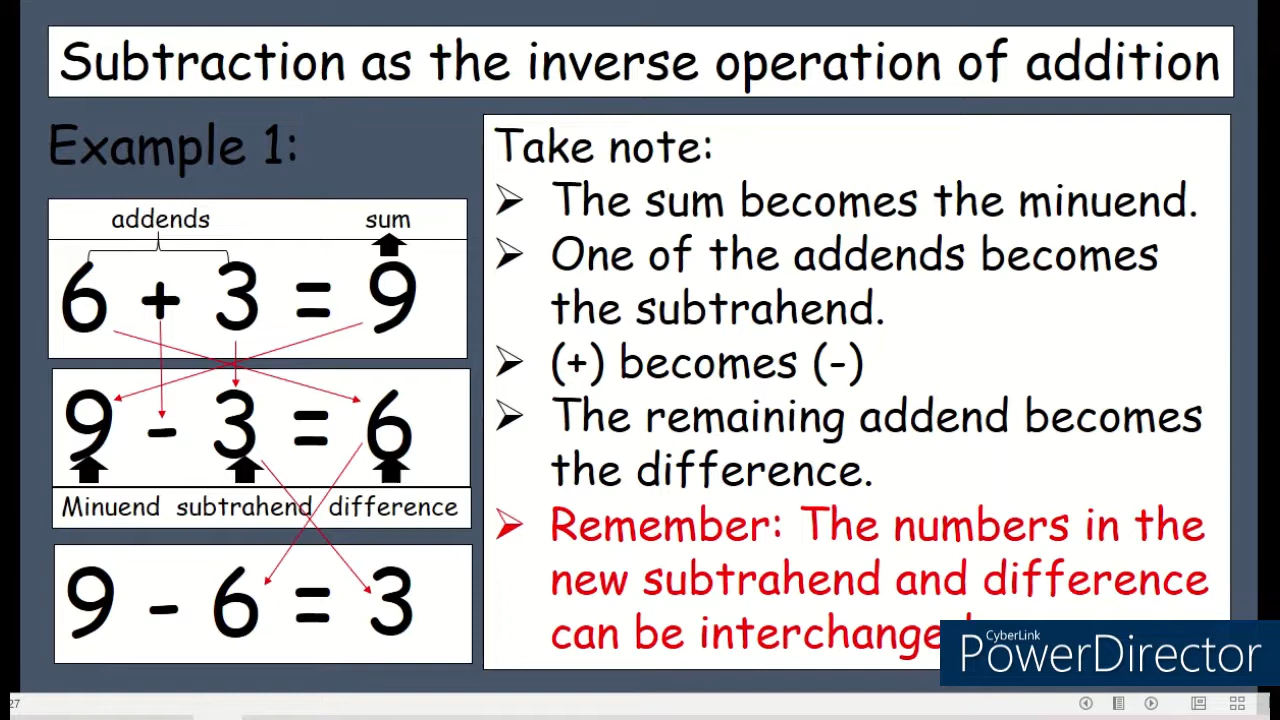 Subtraction as the inverse operation of addition
Example 1:
addends sum
6 + 3 = 9
9 - 3 = 6
Minuend subtrahend difference
9 - 6 = 3
Take note:
➢ The sum becomes the minuend.
➢ One of the addends becomes
the subtrahend.
➢ (+) becomes (-)
➢ The remaining addend becomes
the difference.
➢ Remember: The numbers in the
new subtrahend and difference
can be
CyberLink
PowerDirector
27